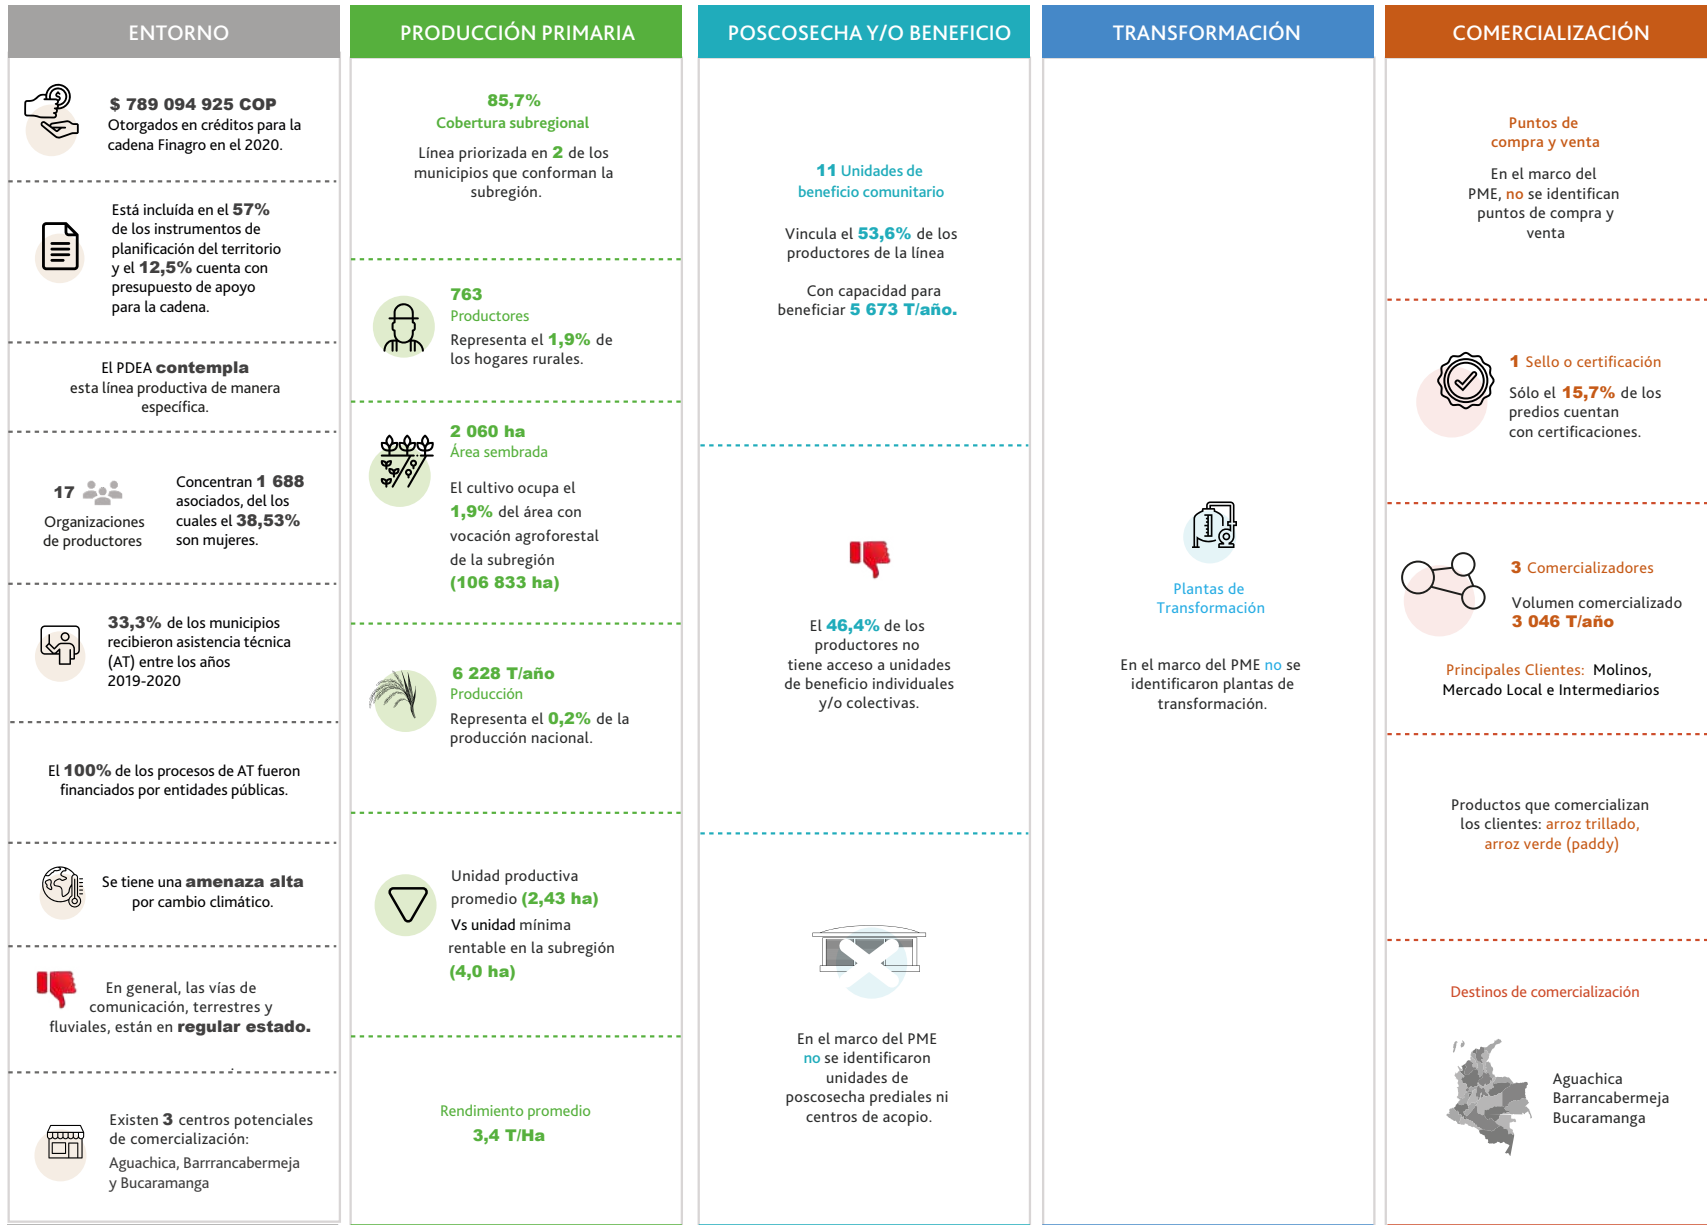 ENTORNO
$ 789 094 925 COP
Otorgados en créditos para la
cadena Finagro en el 2020.
Está incluída en el 57%
de los instrumentos de
planificación del territorio
y el 12,5% cuenta con
presupuesto de apoyo
para la cadena.
El PDEA contempla
esta línea productiva de manera
específica.
17
Organizaciones
de productores
Concentran 1 688
asociados, del los
cuales el 38,53%
son mujeres.
33,3% de los municipios
recibieron asistencia técnica
(AT) entre los años
2019-2020
El 100% de los procesos de AT fueron
financiados por entidades públicas.
Se tiene una amenaza alta
por cambio climático.
En general, las vías de
comunicación, terrestres y
fluviales, están en regular estado.
.
Existen 3 centros potenciales
de comercialización:
Aguachica, Barrrancabermeja
y Bucaramanga
PRODUCCIÓN PRIMARIA
85,7%
Cobertura subregional
Línea priorizada en 2 de los
municipios que conforman la
subregión.
763
Productores
Representa el 1,9% de
los hogares rurales.
2 060 ha
Área sembrada
El cultivo ocupa el
1,9% del área con
vocación agroforestal
de la subregión
(106 833 ha)
6 228 T/año
Producción
Representa el 0,2% de la
producción nacional.
Unidad productiva
promedio (2,43 ha)
Vs unidad mínima
rentable en la subregión
(4,0 ha)
Rendimiento promedio
3,4 T/Ha
POSCOSECHA Y/O BENEFICIO
11 Unidades de
beneficio comunitario
Vincula el 53,6% de los
productores de la línea
Con capacidad para
beneficiar 5 673 T/año.
El 46,4% de los
productores no
tiene acceso a unidades
de beneficio individuales
y/o colectivas.
En el marco del PME
no se identificaron
unidades de
poscosecha prediales ni
centros de acopio.
TRANSFORMACIÓN
Plantas de
Transformación
En el marco del PME no se
identificaron plantas de
transformación.
COMERCIALIZACIÓN
Puntos de
compra y venta
En el marco del
PME, no se identifican
puntos de compra y
venta
1 Sello o certificación
Sólo el 15,7% de los
predios cuentan
con certificaciones.
3 Comercializadores
Volumen comercializado
3 046 T/año
Principales Clientes: Molinos,
Mercado Local e Intermediarios
Productos que comercializan
los clientes: arroz trillado,
arroz verde (paddy)
Destinos de comercialización
Aguachica
Barrancabermeja
Bucaramanga